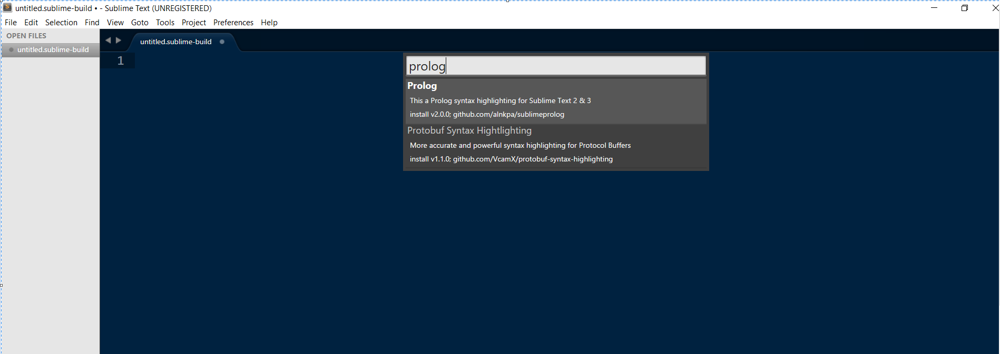 untitled.sublime-build • - Sublime Text (UNREGISTERED)
File Edit Selection Find View Goto Tools Project Preferences Help
OPEN FILES
untitled.sublime-build
untitled.sublime-build
1
prolog
Prolog
This a Prolog syntax highlighting for Sublime Text 2 & 3
install v2.0.0; github.com/alnkpa/sublimeprolog
Protobuf Syntax Hightlighting
More accurate and powerful syntax highlighting for Protocol Buffers
install v1.1.0; github.com/VcamX/protobuf-syntax-highlighting